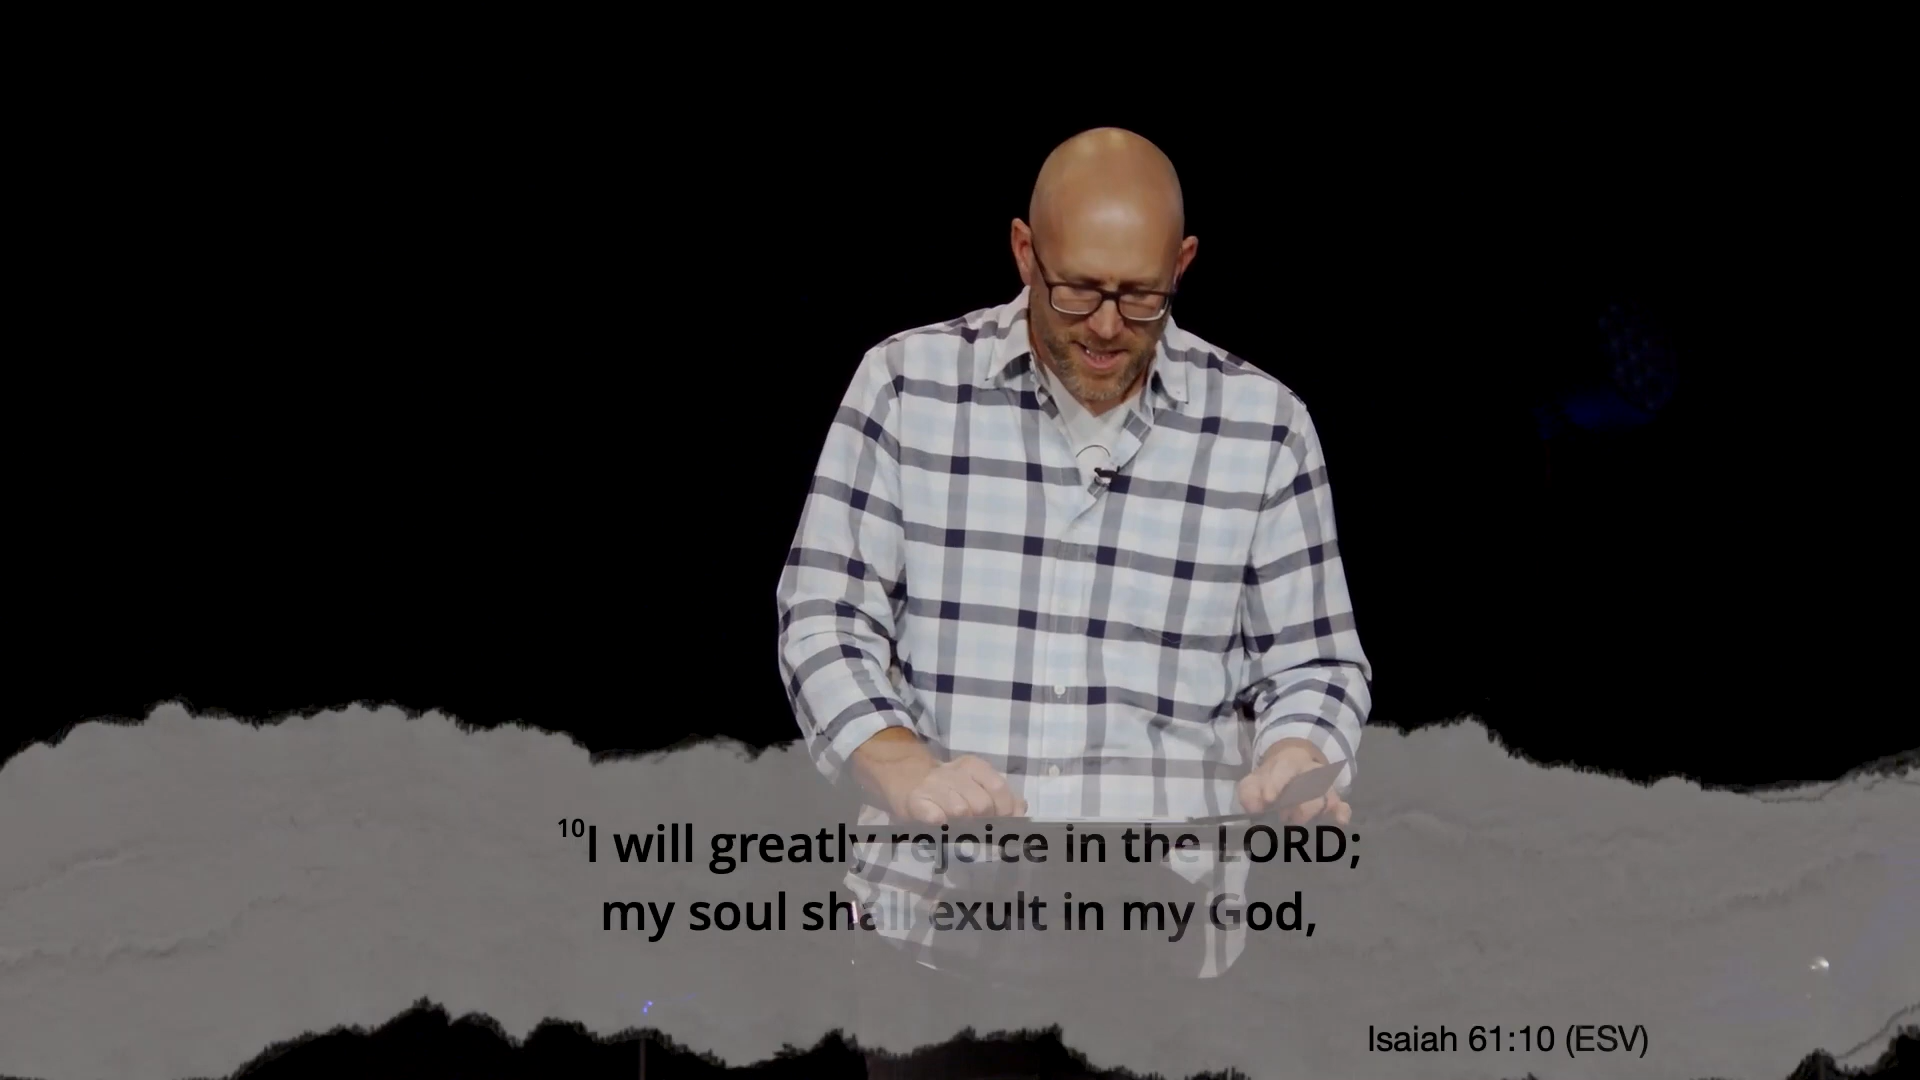 ¹⁰I will greatly rejoice in the LORD;
my soul shall exult in my God,
Isaiah 61:10 (ESV)